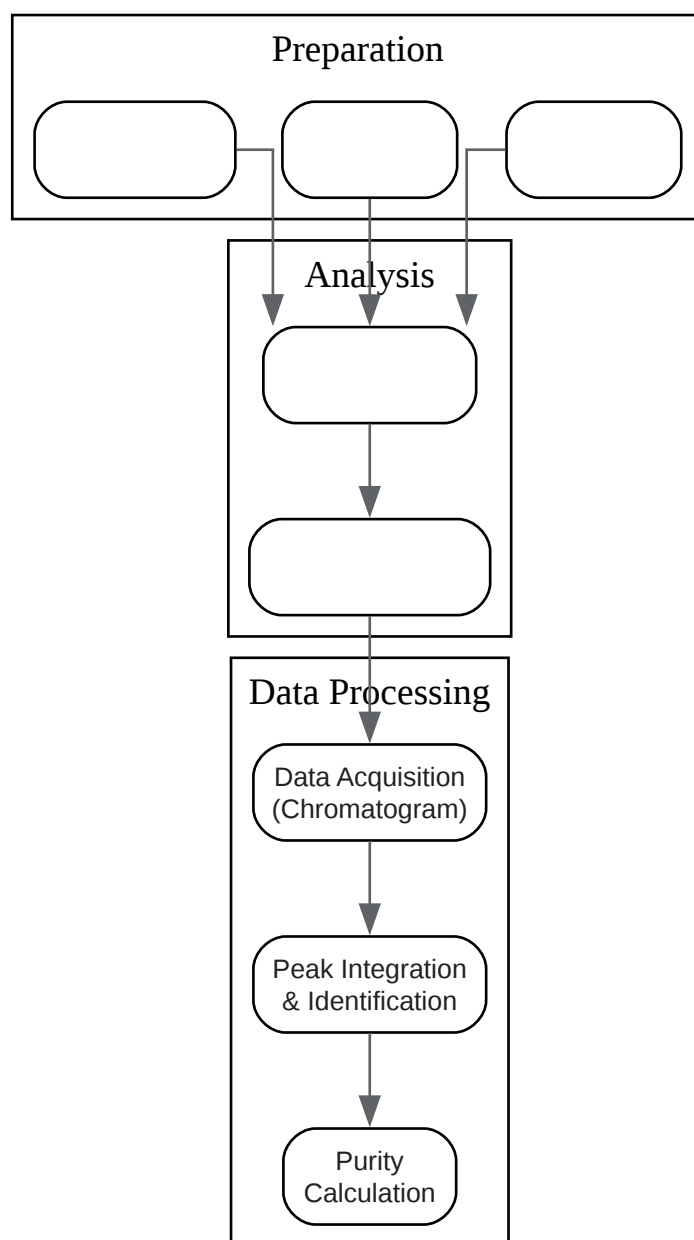 Preparation
Analysis
Data Processing
Data Acquisition
(Chromatogram)
Peak Integration
& Identification
Purity
Calculation